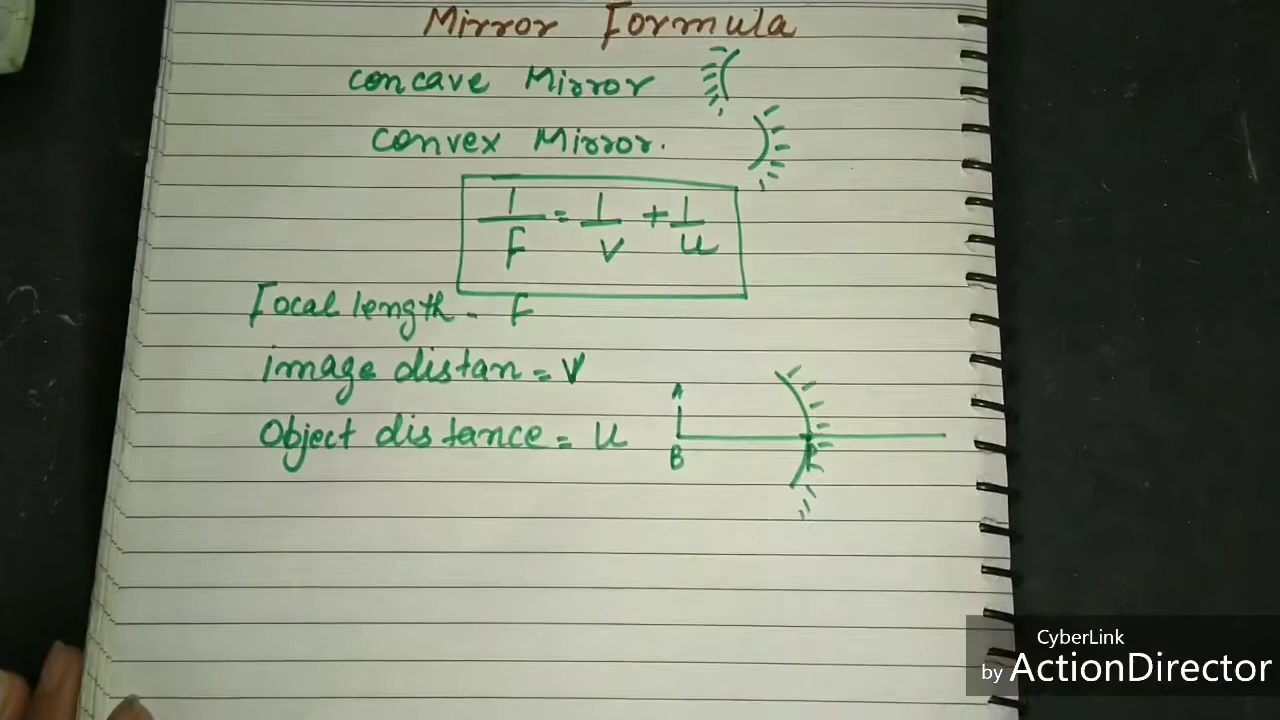 Mirror Formula
concave Mirror
convex Mirror.
1/F = 1/v + 1/u
Focal length - F
image distan = V
Object distance = u
A
B
P
CyberLink
by ActionDirector